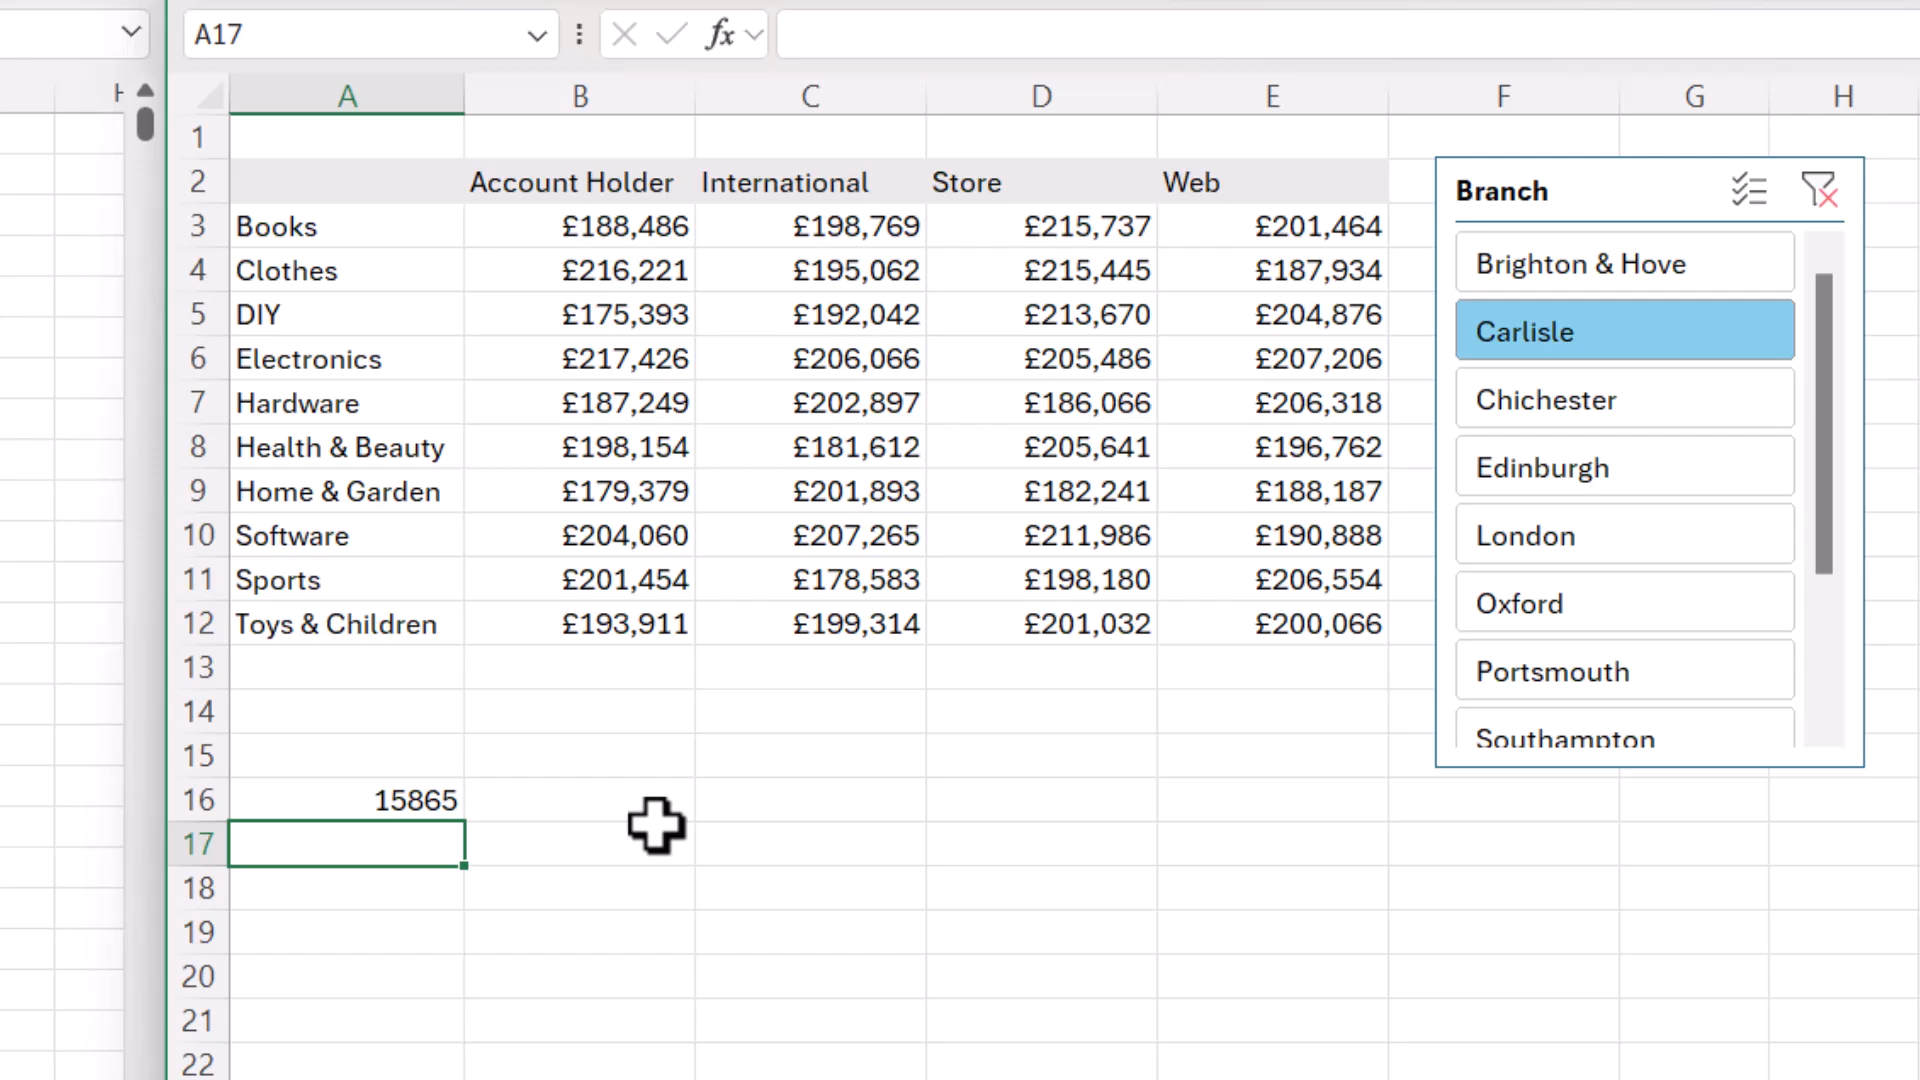 A17
fx
H A B C D E F G H
1
2 Account Holder International Store Web
3 Books £188,486 £198,769 £215,737 £201,464
4 Clothes £216,221 £195,062 £215,445 £187,934
5 DIY £175,393 £192,042 £213,670 £204,876
6 Electronics £217,426 £206,066 £205,486 £207,206
7 Hardware £187,249 £202,897 £186,066 £206,318
8 Health & Beauty £198,154 £181,612 £205,641 £196,762
9 Home & Garden £179,379 £201,893 £182,241 £188,187
10 Software £204,060 £207,265 £211,986 £190,888
11 Sports £201,454 £178,583 £198,180 £206,554
12 Toys & Children £193,911 £199,314 £201,032 £200,066
13
14
15
16 15865
17
18
19
20
21
22
Branch
Brighton & Hove
Carlisle
Chichester
Edinburgh
London
Oxford
Portsmouth
Southampton